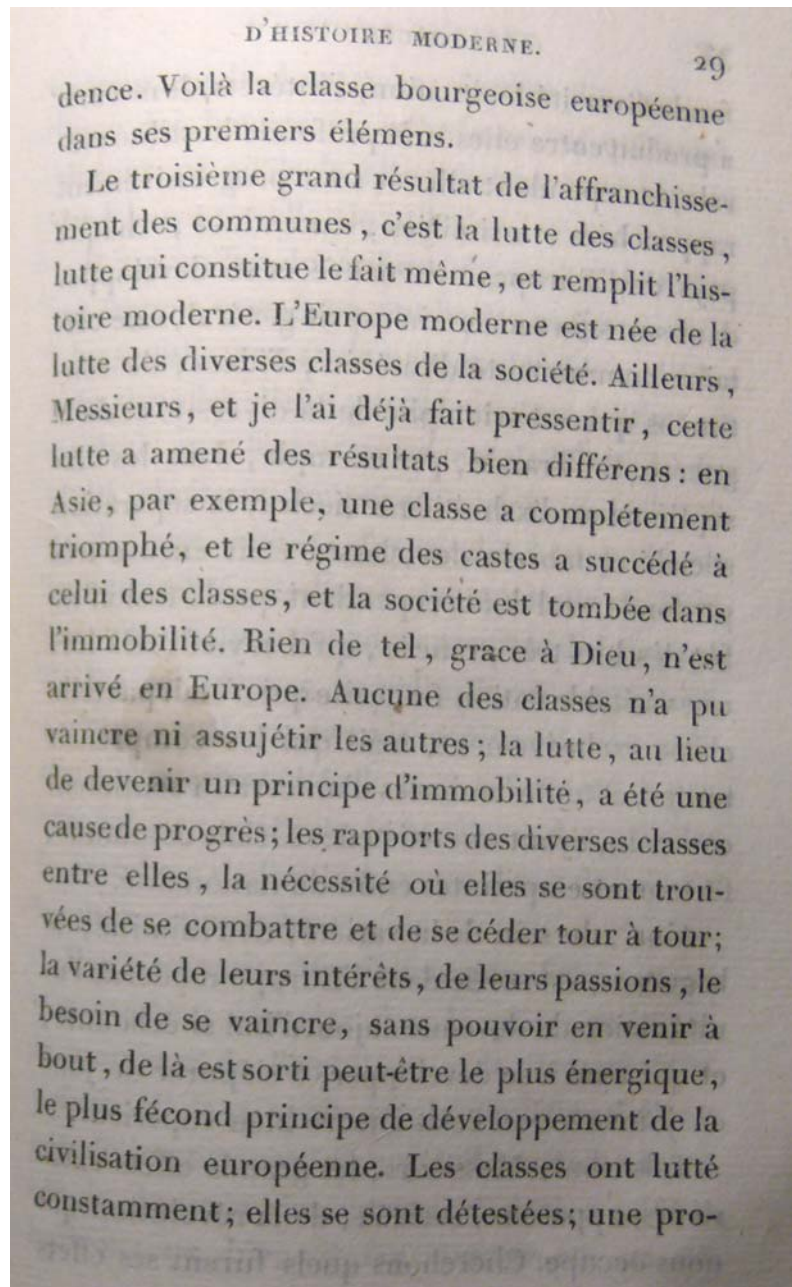 D'HISTOIRE MODERNE.
29
dence. Voilà la classe bourgeoise européenne
dans ses premiers élémens.
Le troisième grand résultat de l'affranchisse-
ment des communes, c'est la lutte des classes,
lutte qui constitue le fait même, et remplit l'his-
toire moderne. L'Europe moderne est née de la
lutte des diverses classes de la société. Ailleurs,
Messieurs, et je l'ai déjà fait pressentir, cette
lutte a amené des résultats bien différens : en
Asie, par exemple, une classe a complétement
triomphé, et le régime des castes a succédé à
celui des classes, et la société est tombée dans
l'immobilité. Rien de tel, grace à Dieu, n'est
arrivé en Europe. Aucune des classes n'a pu
vaincre ni assujétir les autres ; la lutte, au lieu
de devenir un principe d'immobilité, a été une
cause de progrès ; les rapports des diverses classes
entre elles, la nécessité où elles se sont trou-
vées de se combattre et de se céder tour à tour;
la variété de leurs intérêts, de leurs passions, le
besoin de se vaincre, sans pouvoir en venir à
bout, de là est sorti peut-être le plus énergique,
le plus fécond principe de développement de la
civilisation européenne. Les classes ont lutté
constamment ; elles se sont détestées ; une pro-